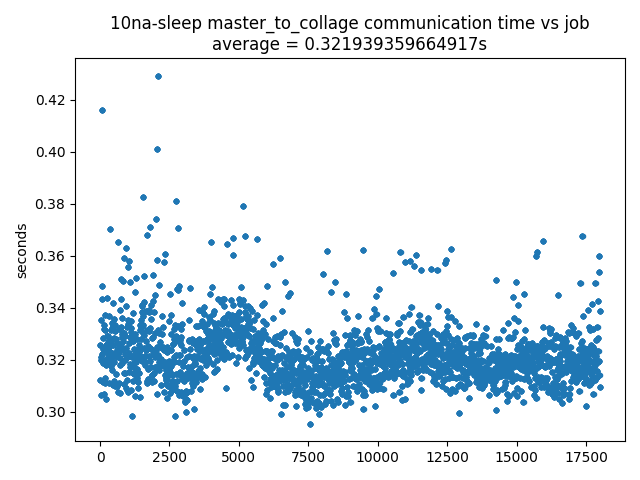 10na-sleep master_to_collage communication time vs job
average = 0.321939359664917s
seconds
0.42
0.40
0.38
0.36
0.34
0.32
0.30
0 2500 5000 7500 10000 12500 15000 17500